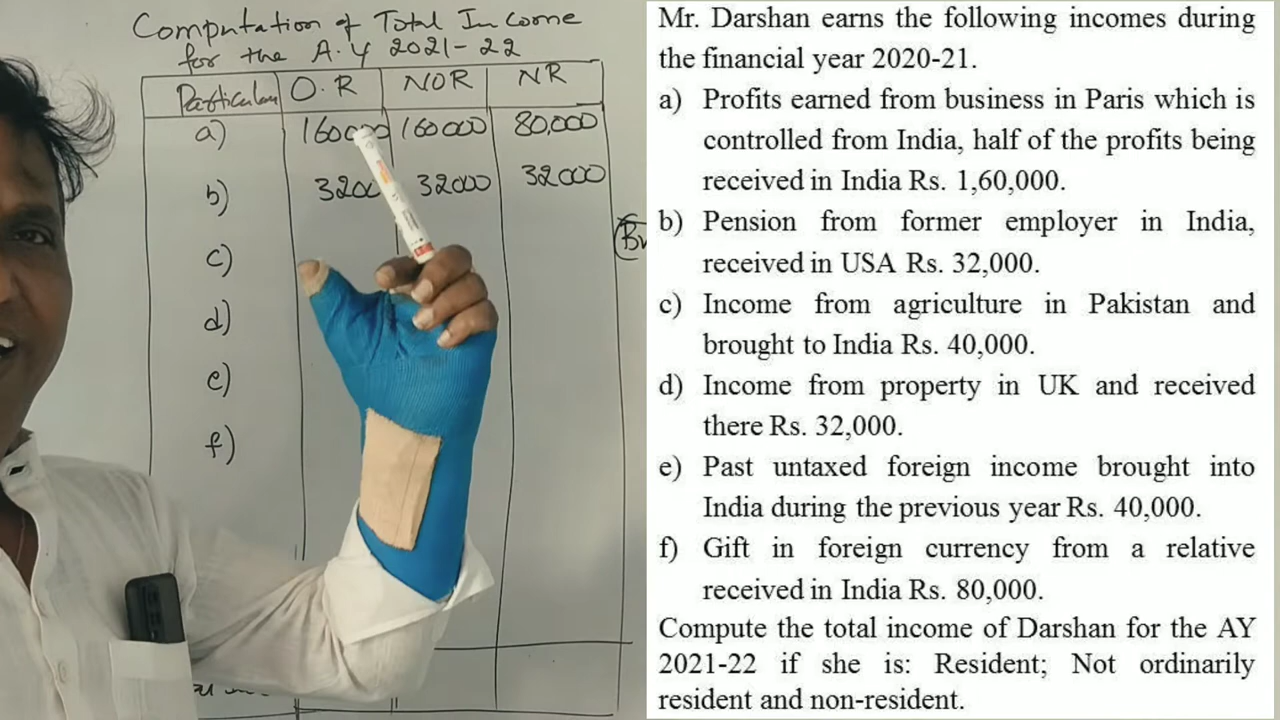 Computation of Total Income
for the A.Y 2021-22
Particulars O.R NOR NR
a) 160000 160000 80,000
b) 3200 32000 32000
c)
d)
e)
f)
Mr. Darshan earns the following incomes during
the financial year 2020-21.
a) Profits earned from business in Paris which is
controlled from India, half of the profits being
received in India Rs. 1,60,000.
b) Pension from former employer in India,
received in USA Rs. 32,000.
c) Income from agriculture in Pakistan and
brought to India Rs. 40,000.
d) Income from property in UK and received
there Rs. 32,000.
e) Past untaxed foreign income brought into
India during the previous year Rs. 40,000.
f) Gift in foreign currency from a relative
received in India Rs. 80,000.
Compute the total income of Darshan for the AY
2021-22 if she is: Resident; Not ordinarily
resident and non-resident.